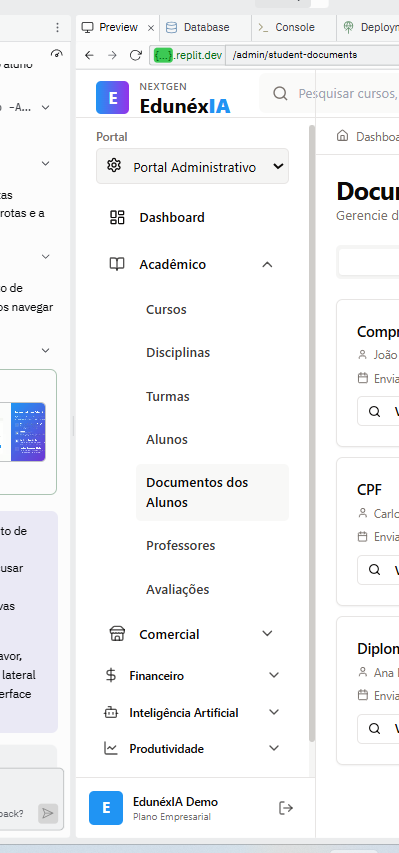 Preview
Database
Console
Deploym
{...}.replit.dev
/admin/student-documents
aluno
-A...
tas
rotas e a
o de
os navegar
to de
usar
vas
avor,
lateral
erface
back?
E
NEXTGEN
EdunéxIA
Pesquisar cursos,
Portal
Portal Administrativo
Dashboard
Acadêmico
Cursos
Disciplinas
Turmas
Alunos
Documentos dos
Alunos
Professores
Avaliações
Comercial
Financeiro
Inteligência Artificial
Produtividade
E
EdunéxIA Demo
Plano Empresarial
Dashboa
Docum
Gerencie d
Compr
João
Envia
V
CPF
Carlo
Envia
V
Diplom
Ana
Envia
V